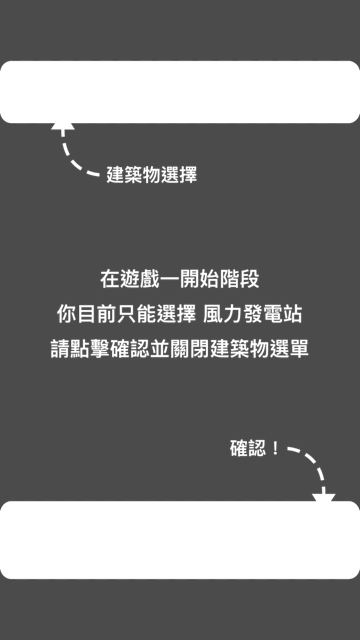 建築物選擇
在遊戲一開始階段
你目前只能選擇 風力發電站
請點擊確認並關閉建築物選單
確認！